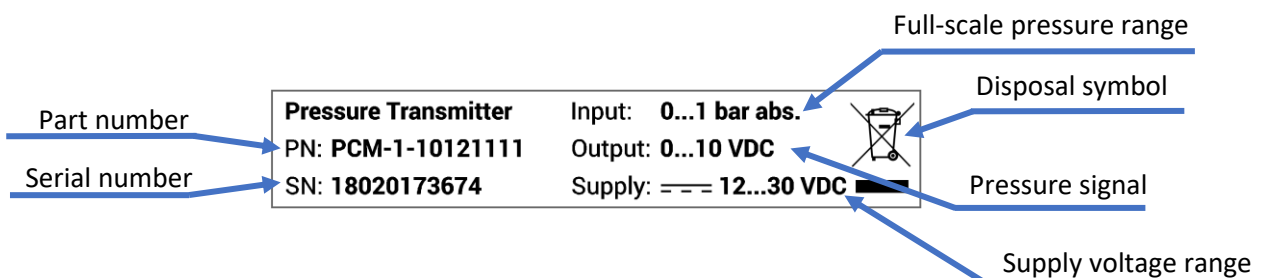 Full-scale pressure range
Disposal symbol
Part number
Serial number
Pressure Transmitter Input: 0...1 bar abs.
PN: PCM-1-10121111 Output: 0...10 VDC
SN: 18020173674 Supply: 12...30 VDC
Pressure signal
Supply voltage range